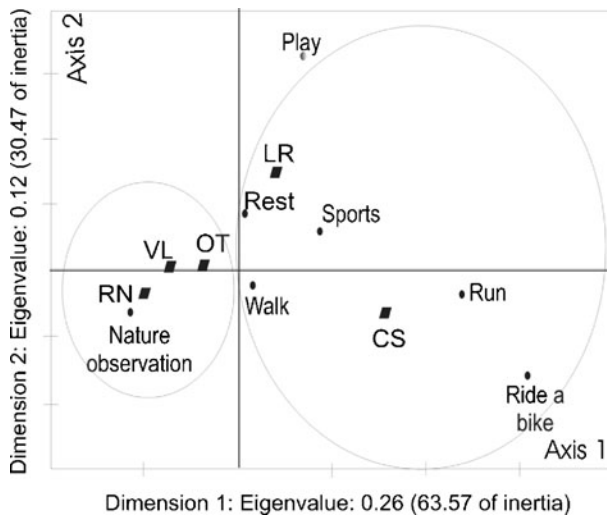 Axis 2
Dimension 2: Eigenvalue: 0.12 (30.47 of inertia)
Play
LR
Rest
Sports
VL
OT
RN
Nature
observation
Walk
Run
CS
Ride a
bike
Axis 1
Dimension 1: Eigenvalue: 0.26 (63.57 of inertia)